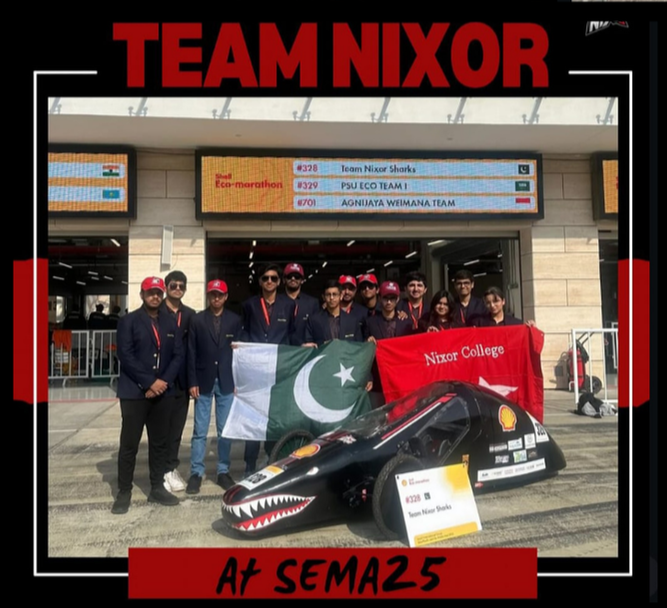 TEAM NIXOR
Shell
Eco-marathon
#328 Team Nixor Sharks
#329 PSU ECO TEAM 1
#701 AGNIJAYA WEIMANA TEAM
Nixor College
#328
Team Nixor Sharks
At SEMA25